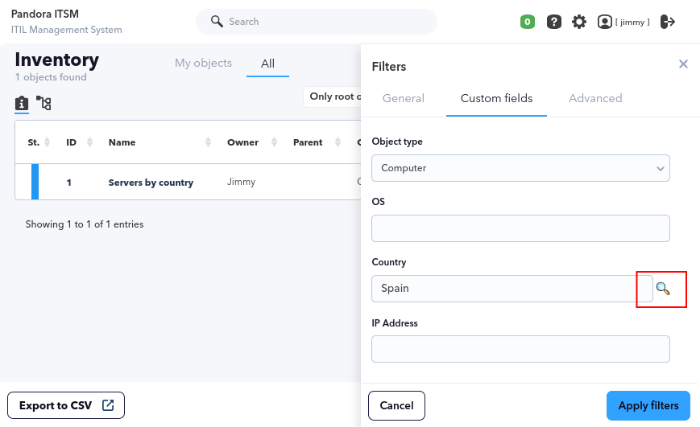 Pandora ITSM
ITIL Management System
Search
0
?
[ jimmy ]
Inventory
1 objects found
My objects
All
Only root o
St.
ID
Name
Owner
Parent
1
Servers by country
Jimmy
Showing 1 to 1 of 1 entries
Export to CSV
Filters
General
Custom fields
Advanced
Object type
Computer
OS
Country
Spain
IP Address
Cancel
Apply filters